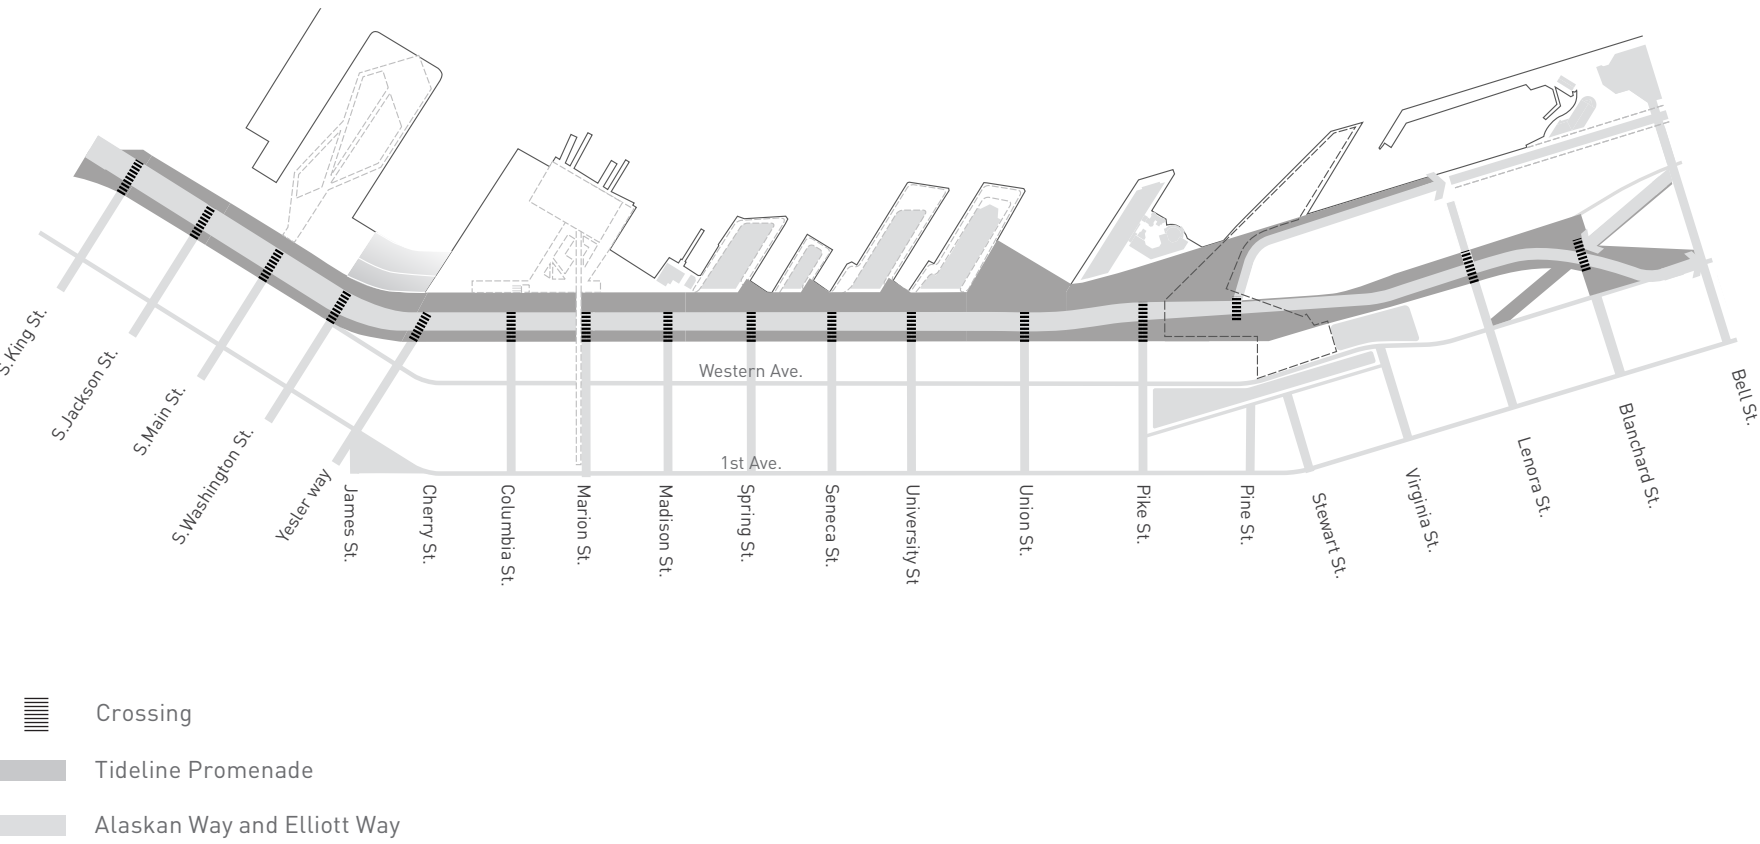 Western Ave.
1st Ave.
S.King St.
S.Jackson St.
S.Main St.
S.Washington St.
Yesler way
James St.
Cherry St.
Columbia St.
Marion St.
Madison St.
Spring St.
Seneca St.
University St
Union St.
Pike St.
Pine St.
Stewart St.
Virginia St.
Lenora St.
Blanchard St.
Bell St.
Crossing
Tideline Promenade
Alaskan Way and Elliott Way